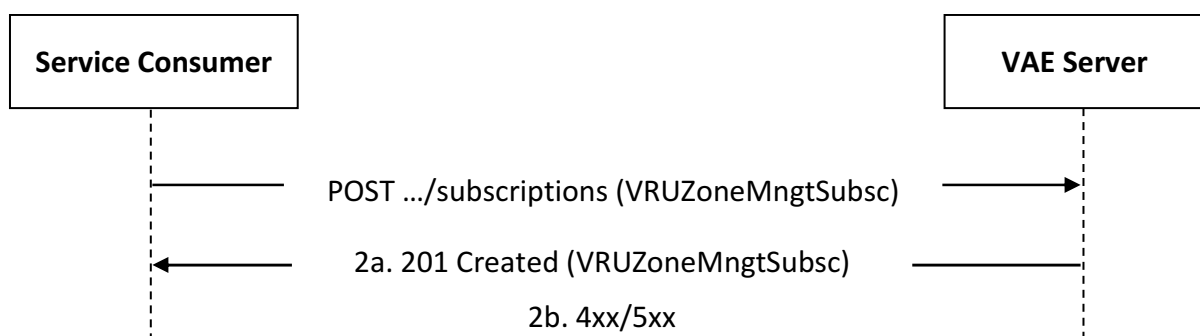 Service Consumer
VAE Server
POST .../subscriptions (VRUZoneMngtSubsc)
2a. 201 Created (VRUZoneMngtSubsc)
2b. 4xx/5xx